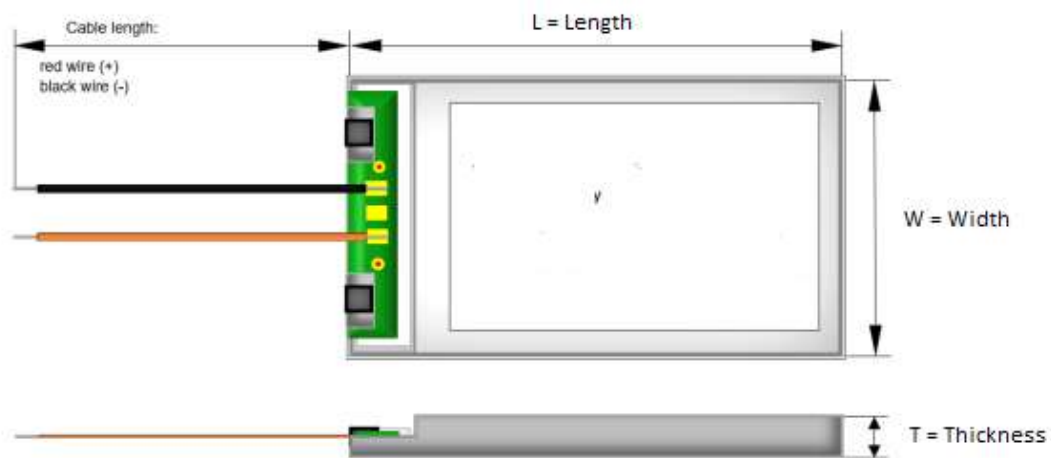 Cable length:
L = Length
red wire (+)
black wire (-)
y
W = Width
T = Thickness